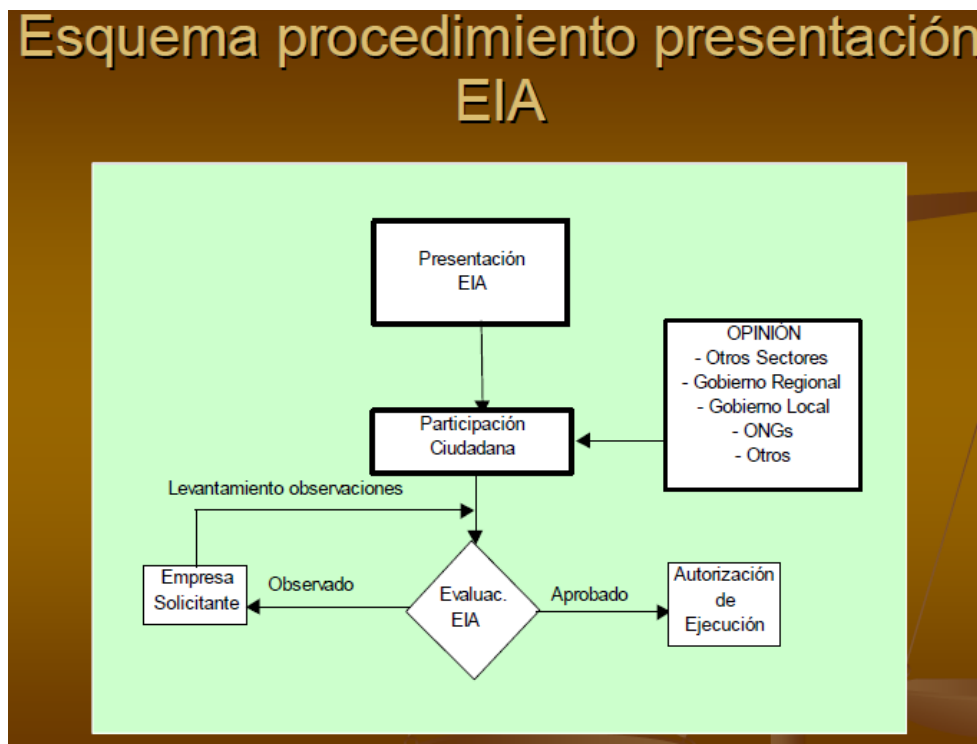 Esquema procedimiento presentación
EIA
Presentación
EIA
OPINIÓN
- Otros Sectores
- Gobierno Regional
- Gobierno Local
- ONGs
- Otros
Participación
Ciudadana
Levantamiento observaciones
Empresa
Solicitante
Observado
Evaluac.
EIA
Aprobado
Autorización
de
Ejecución